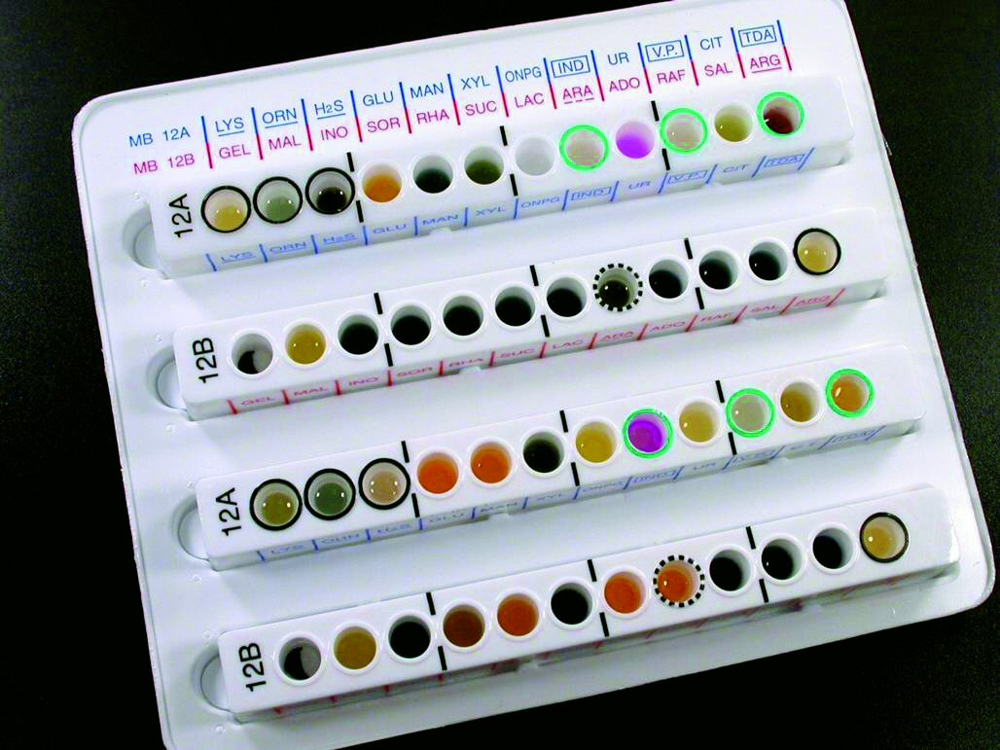 MB 12A LYS ORN H2S GLU MAN XYL ONPG IND UR V.P. CIT TDA
MB 12B GEL MAL INO SOR RHA SUC LAC ARA ADO RAF SAL ARG
12A
LYS ORN H2S GLU MAN XYL ONPG IND UR V.P. CIT TDA
12B
GEL MAL INO SOR RHA SUC LAC ARA ADO RAF SAL ARG
12A
LYS ORN H2S GLU MAN XYL ONPG IND UR
12B